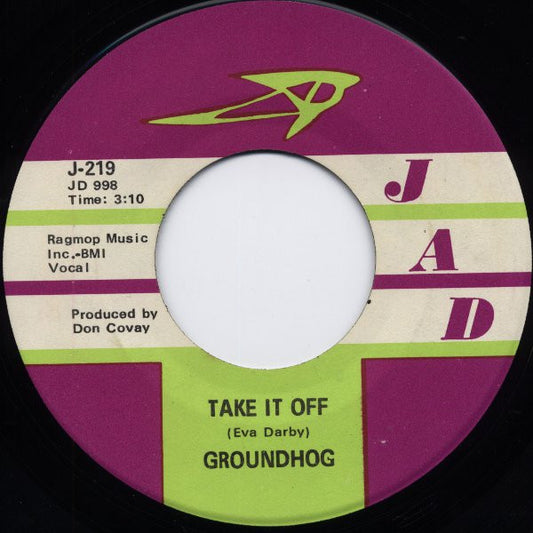 J-219
JD 998
Time: 3:10
J
Ragmop Music
Inc.-BMI
Vocal
A
Produced by
Don Covay
D
TAKE IT OFF
(Eva Darby)
GROUNDHOG